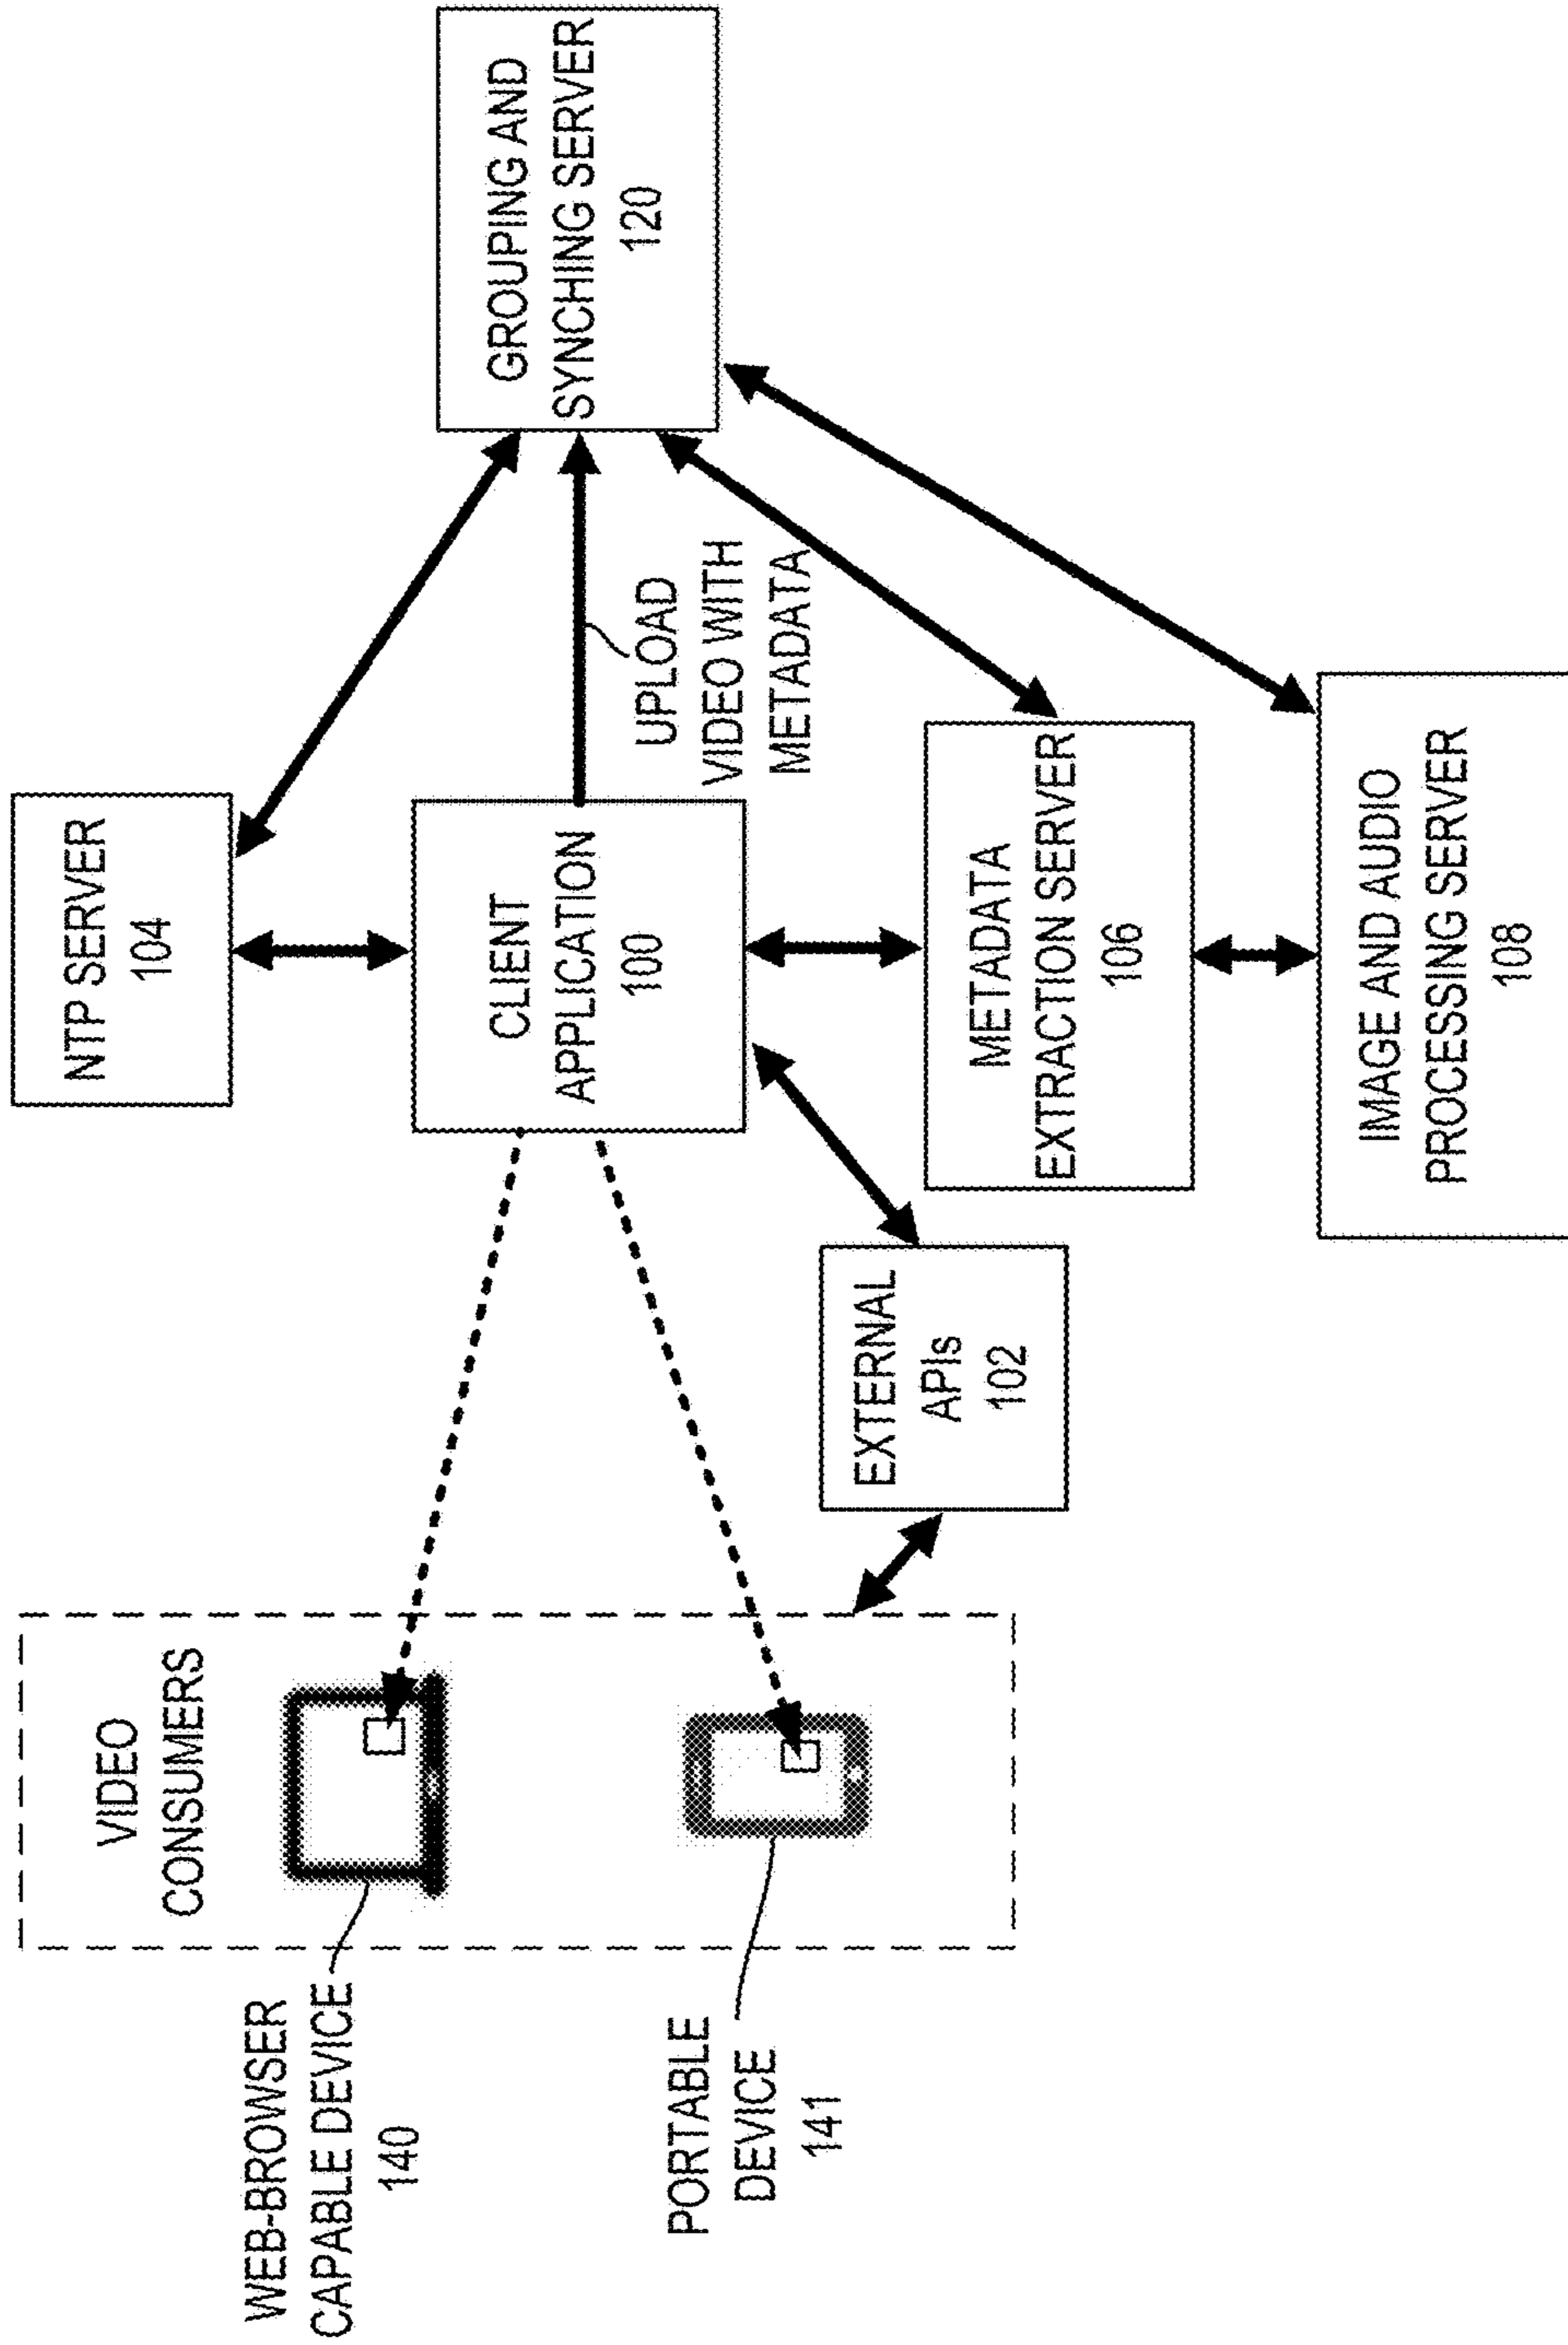 WEB-BROWSER
CAPABLE DEVICE
140
PORTABLE
DEVICE
141
VIDEO
CONSUMERS
EXTERNAL
APIs
102
NTP SERVER
104
CLIENT
APPLICATION
100
METADATA
EXTRACTION SERVER
106
IMAGE AND AUDIO
PROCESSING SERVER
108
UPLOAD
VIDEO WITH
METADATA
GROUPING AND
SYNCHING SERVER
120